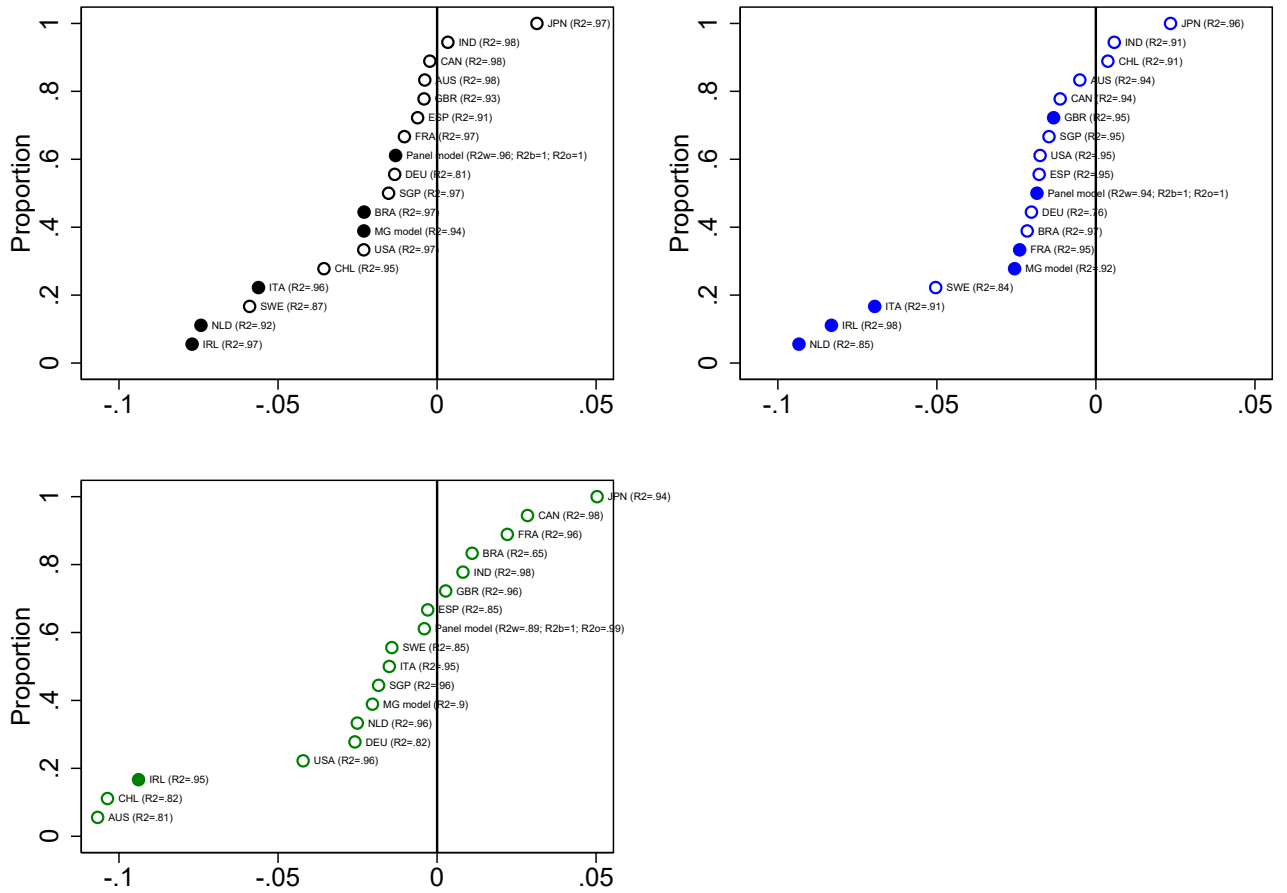 Proportion
1
.8
.6
.4
.2
0
JPN (R2=.97)
IND (R2=.98)
CAN (R2=.98)
AUS (R2=.98)
GBR (R2=.93)
ESP (R2=.91)
FRA (R2=.97)
Panel model (R2w=.96; R2b=1; R2o=1)
DEU (R2=.81)
SGP (R2=.97)
BRA (R2=.97)
MG model (R2=.94)
USA (R2=.97)
CHL (R2=.95)
ITA (R2=.96)
SWE (R2=.87)
NLD (R2=.92)
IRL (R2=.97)
-.1 -.05 0 .05
Proportion
1
.8
.6
.4
.2
0
JPN (R2=.96)
IND (R2=.91)
CHL (R2=.91)
AUS (R2=.94)
CAN (R2=.94)
GBR (R2=.95)
SGP (R2=.95)
USA (R2=.95)
ESP (R2=.95)
Panel model (R2w=.94; R2b=1; R2o=1)
DEU (R2=.76)
BRA (R2=.97)
FRA (R2=.95)
MG model (R2=.92)
SWE (R2=.84)
ITA (R2=.91)
IRL (R2=.98)
NLD (R2=.85)
-.1 -.05 0 .05
Proportion
1
.8
.6
.4
.2
0
JPN (R2=.94)
CAN (R2=.98)
FRA (R2=.96)
BRA (R2=.65)
IND (R2=.98)
GBR (R2=.96)
ESP (R2=.85)
Panel model (R2w=.89; R2b=1; R2o=.99)
SWE (R2=.85)
ITA (R2=.95)
SGP (R2=.96)
MG model (R2=.9)
NLD (R2=.96)
DEU (R2=.82)
USA (R2=.96)
IRL (R2=.95)
CHL (R2=.82)
AUS (R2=.81)
-.1 -.05 0 .05